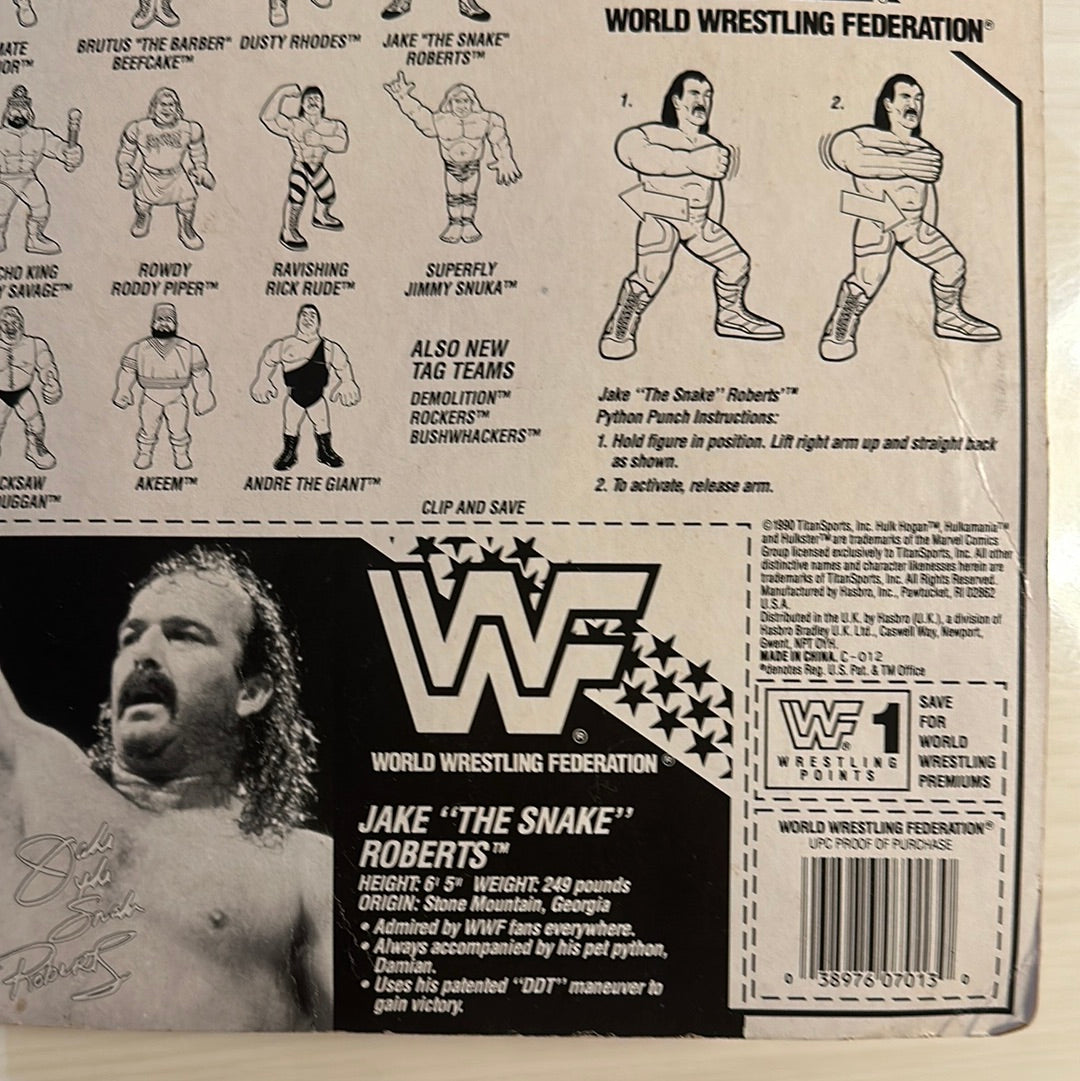 WORLD WRESTLING FEDERATION®
BRUTUS "THE BARBER"
BEEFCAKE™
DUSTY RHODES™
JAKE "THE SNAKE"
ROBERTS™
1.
2.
ROWDY
RODDY PIPER™
RAVISHING
RICK RUDE™
SUPERFLY
JIMMY SNUKA™
CHO KING
Y SAVAGE™
CKSAW
UGGAN™
AKEEM™
ANDRE THE GIANT™
ALSO NEW
TAG TEAMS
DEMOLITION™
ROCKERS™
BUSHWHACKERS™
Jake "The Snake" Roberts'™
Python Punch Instructions:
1. Hold figure in position. Lift right arm up and straight back
as shown.
2. To activate, release arm.
CLIP AND SAVE
©1990 TitanSports, Inc. Hulk Hogan™, Hulkamania™
and Hulkster™ are trademarks of the Marvel Comics
Group licensed exclusively to TitanSports, Inc. All other
distinctive names and character likenesses herein are
trademarks of TitanSports, Inc. All Rights Reserved.
Manufactured by Hasbro, Inc., Pawtucket, RI 02862
U.S.A.
Distributed in the U.K. by Hasbro (U.K.), a division of
Hasbro Bradley U.K. Ltd., Caswell Way, Newport,
Gwent, NPT OYH.
MADE IN CHINA. C-012
®denotes Reg. U.S. Pat. & TM Office
WF®
WORLD WRESTLING FEDERATION®
JAKE "THE SNAKE"
ROBERTS™
HEIGHT: 6' 5" WEIGHT: 249 pounds
ORIGIN: Stone Mountain, Georgia
• Admired by WWF fans everywhere.
• Always accompanied by his pet python,
Damian.
• Uses his patented "DDT" maneuver to
gain victory.
Jake
the
Snake
Roberts
WF® 1
WRESTLING
POINTS
SAVE
FOR
WORLD
WRESTLING
PREMIUMS
WORLD WRESTLING FEDERATION®
UPC PROOF OF PURCHASE
0 38976 07013 0